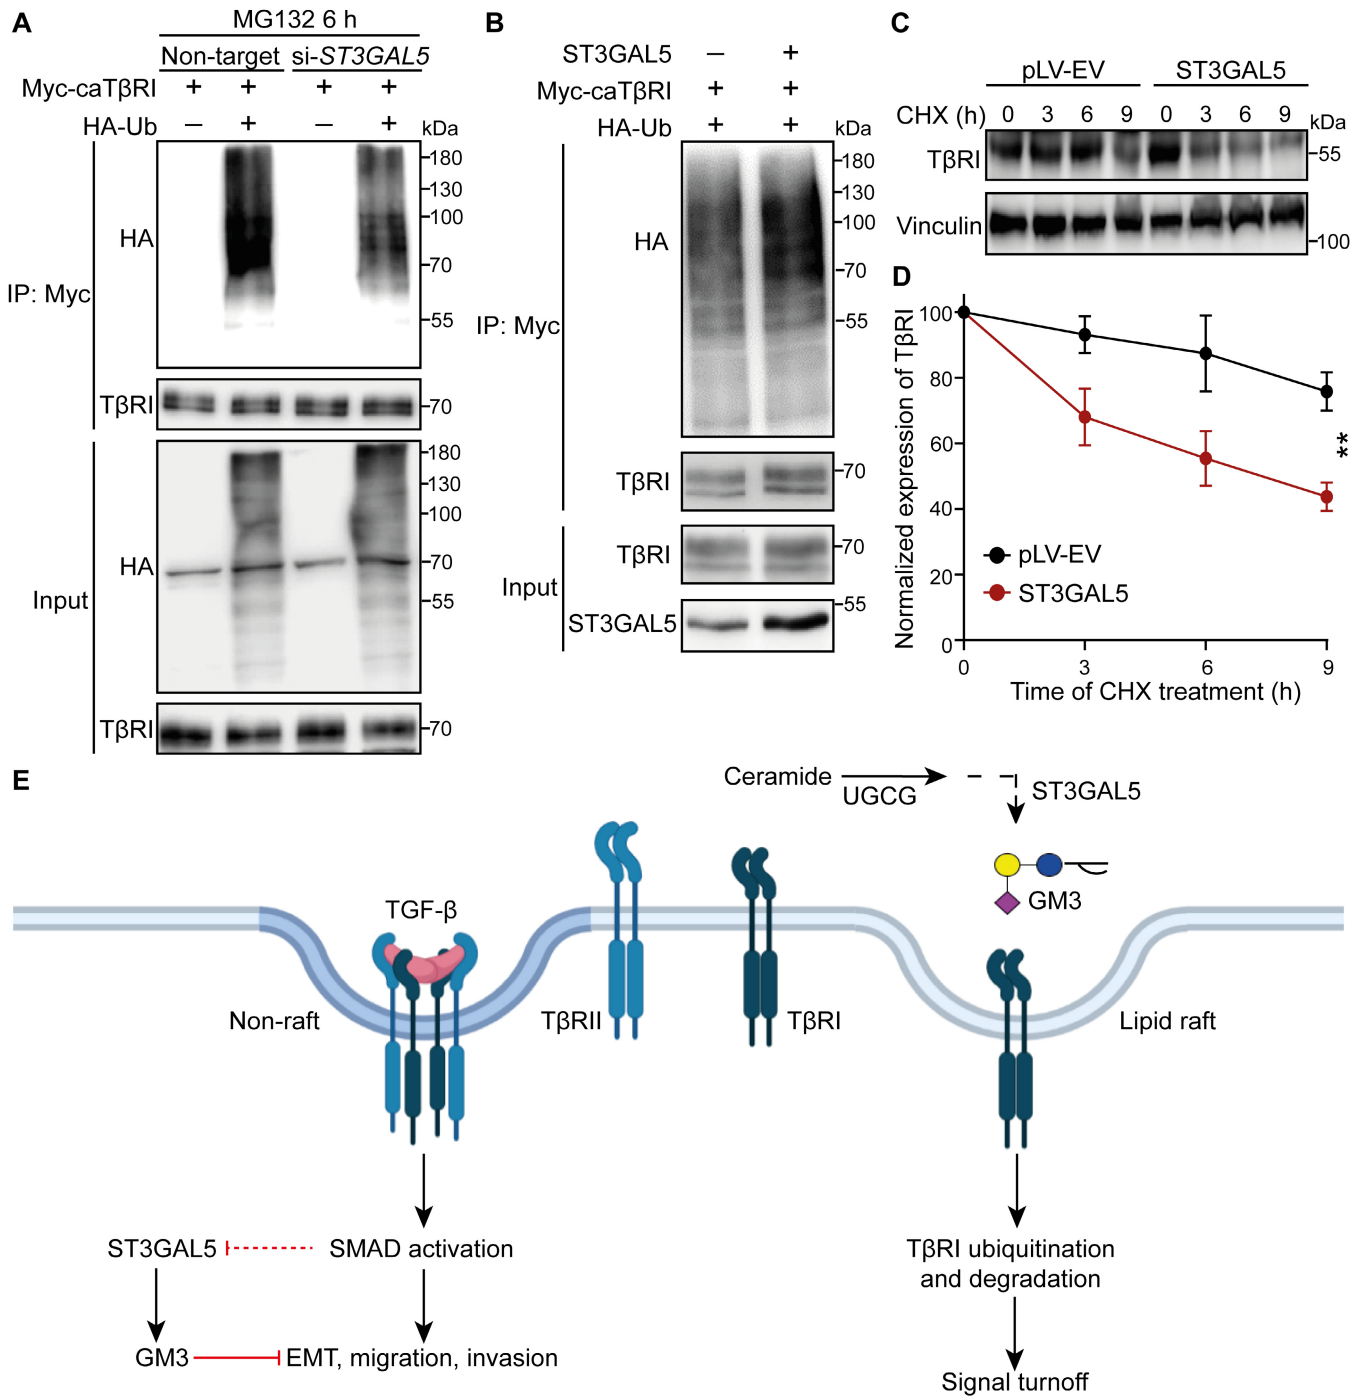 A
MG132 6 h
Non-target si-ST3GAL5
Myc-caTβRI + + + +
HA-Ub – + – + kDa
IP: Myc
HA
180
130
100
70
55
TβRI 70
Input
HA
180
130
100
70
55
TβRI 70
B
ST3GAL5 – +
Myc-caTβRI + +
HA-Ub + + kDa
IP: Myc
HA
180
130
100
70
55
TβRI 70
Input
TβRI 70
55
ST3GAL5
C
pLV-EV ST3GAL5
CHX (h) 0 3 6 9 0 3 6 9 kDa
TβRI 55
Vinculin
100
D
Normalized expression of TβRI
100
80
60
40
20
0
**
pLV-EV
ST3GAL5
0 3 6 9
Time of CHX treatment (h)
E
Ceramide
UGCG
ST3GAL5
GM3
TGF-β
Non-raft
TβRII
TβRI
Lipid raft
ST3GAL5
SMAD activation
GM3
EMT, migration, invasion
TβRI ubiquitination
and degradation
Signal turnoff